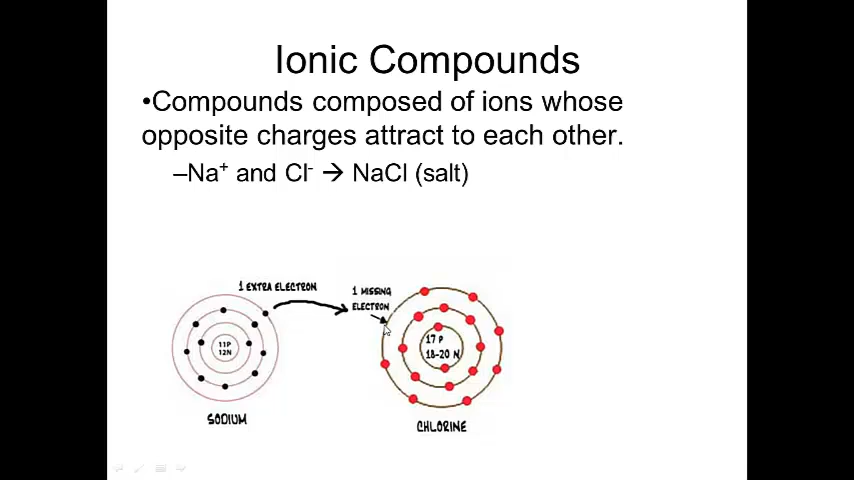 Ionic Compounds
•Compounds composed of ions whose
opposite charges attract to each other.
–Na⁺ and Cl⁻ → NaCl (salt)
1 EXTRA ELECTRON
1 MISSING
ELECTRON
11P
12N
17 P
18-20 N
SODIUM
CHLORINE